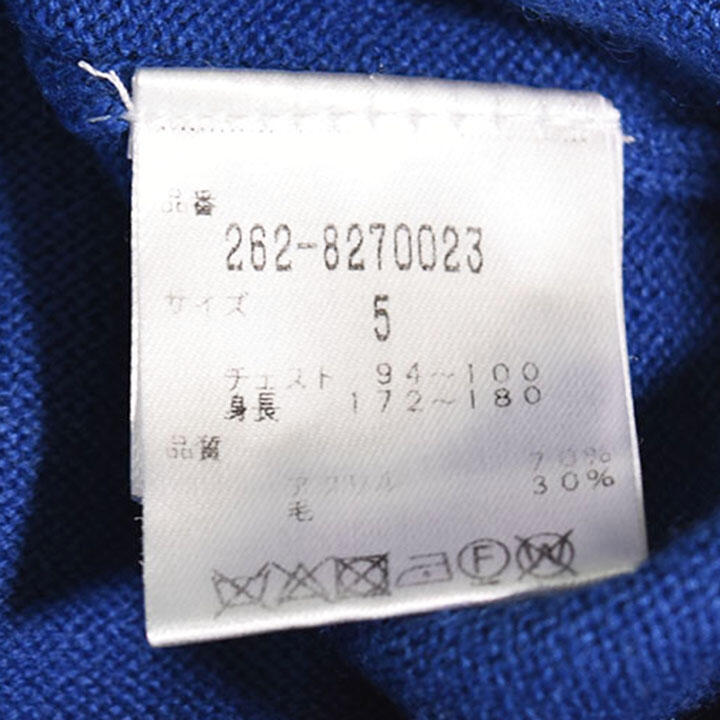 品番
262-8270023
サイズ
5
チェスト 94~100
身長 172~180
品質
アクリル 70%
毛 30%
F
W